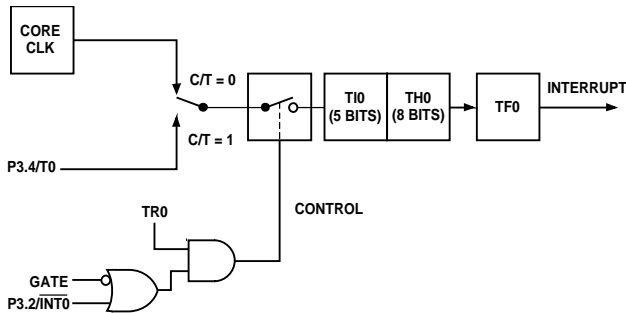 CORE
CLK
C/T = 0
C/T = 1
P3.4/T0
TI0
(5 BITS)
TH0
(8 BITS)
TF0
INTERRUPT
CONTROL
TR0
GATE
P3.2/INT0